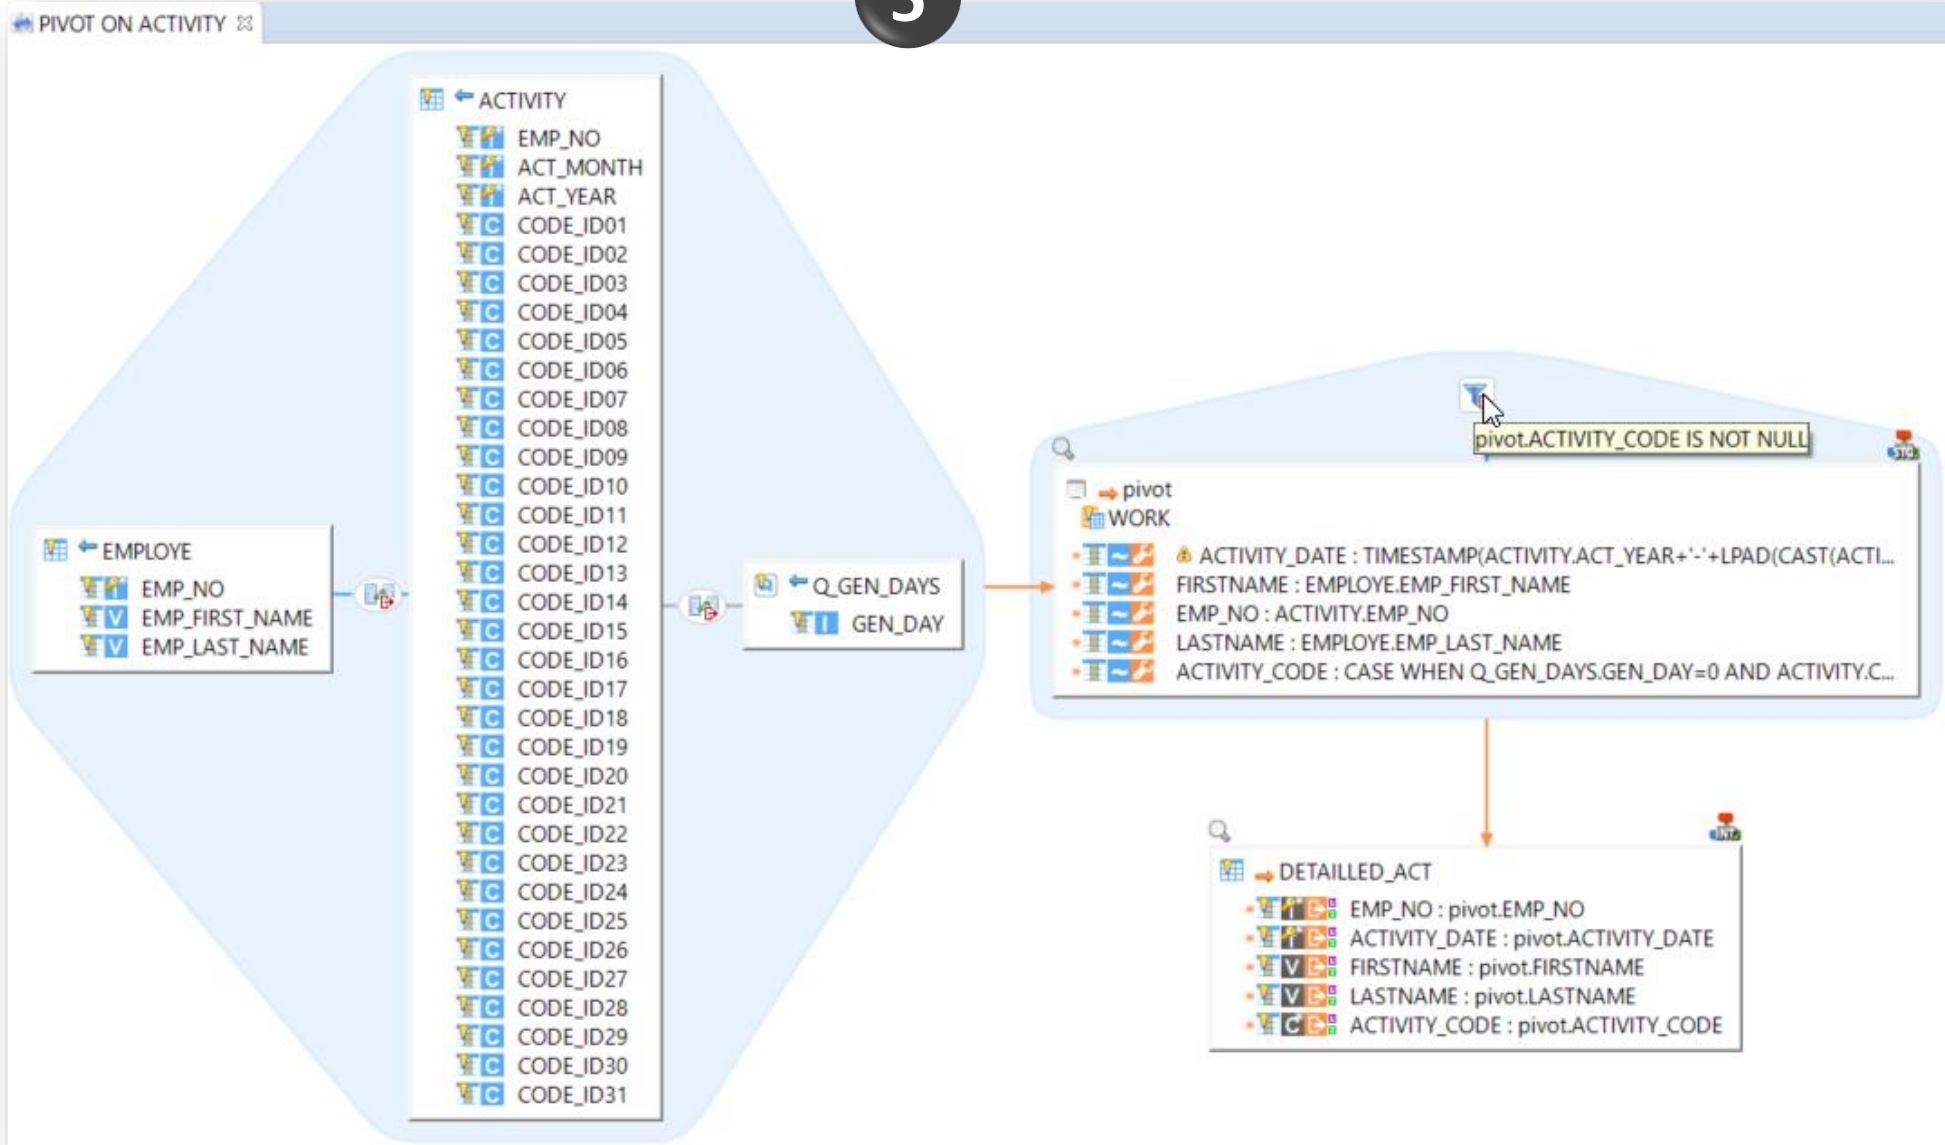 PIVOT ON ACTIVITY
ACTIVITY
EMP_NO
ACT_MONTH
ACT_YEAR
CODE_ID01
CODE_ID02
CODE_ID03
CODE_ID04
CODE_ID05
CODE_ID06
CODE_ID07
CODE_ID08
CODE_ID09
CODE_ID10
CODE_ID11
CODE_ID12
CODE_ID13
CODE_ID14
CODE_ID15
CODE_ID16
CODE_ID17
CODE_ID18
CODE_ID19
CODE_ID20
CODE_ID21
CODE_ID22
CODE_ID23
CODE_ID24
CODE_ID25
CODE_ID26
CODE_ID27
CODE_ID28
CODE_ID29
CODE_ID30
CODE_ID31
EMPLOYE
EMP_NO
EMP_FIRST_NAME
EMP_LAST_NAME
Q_GEN_DAYS
GEN_DAY
pivot.ACTIVITY_CODE IS NOT NULL
STG
pivot
WORK
ACTIVITY_DATE : TIMESTAMP(ACTIVITY.ACT_YEAR+'-'+LPAD(CAST(ACTI...
FIRSTNAME : EMPLOYE.EMP_FIRST_NAME
EMP_NO : ACTIVITY.EMP_NO
LASTNAME : EMPLOYE.EMP_LAST_NAME
ACTIVITY_CODE : CASE WHEN Q_GEN_DAYS.GEN_DAY=0 AND ACTIVITY.C...
INT
DETAILLED_ACT
EMP_NO : pivot.EMP_NO
ACTIVITY_DATE : pivot.ACTIVITY_DATE
FIRSTNAME : pivot.FIRSTNAME
LASTNAME : pivot.LASTNAME
ACTIVITY_CODE : pivot.ACTIVITY_CODE